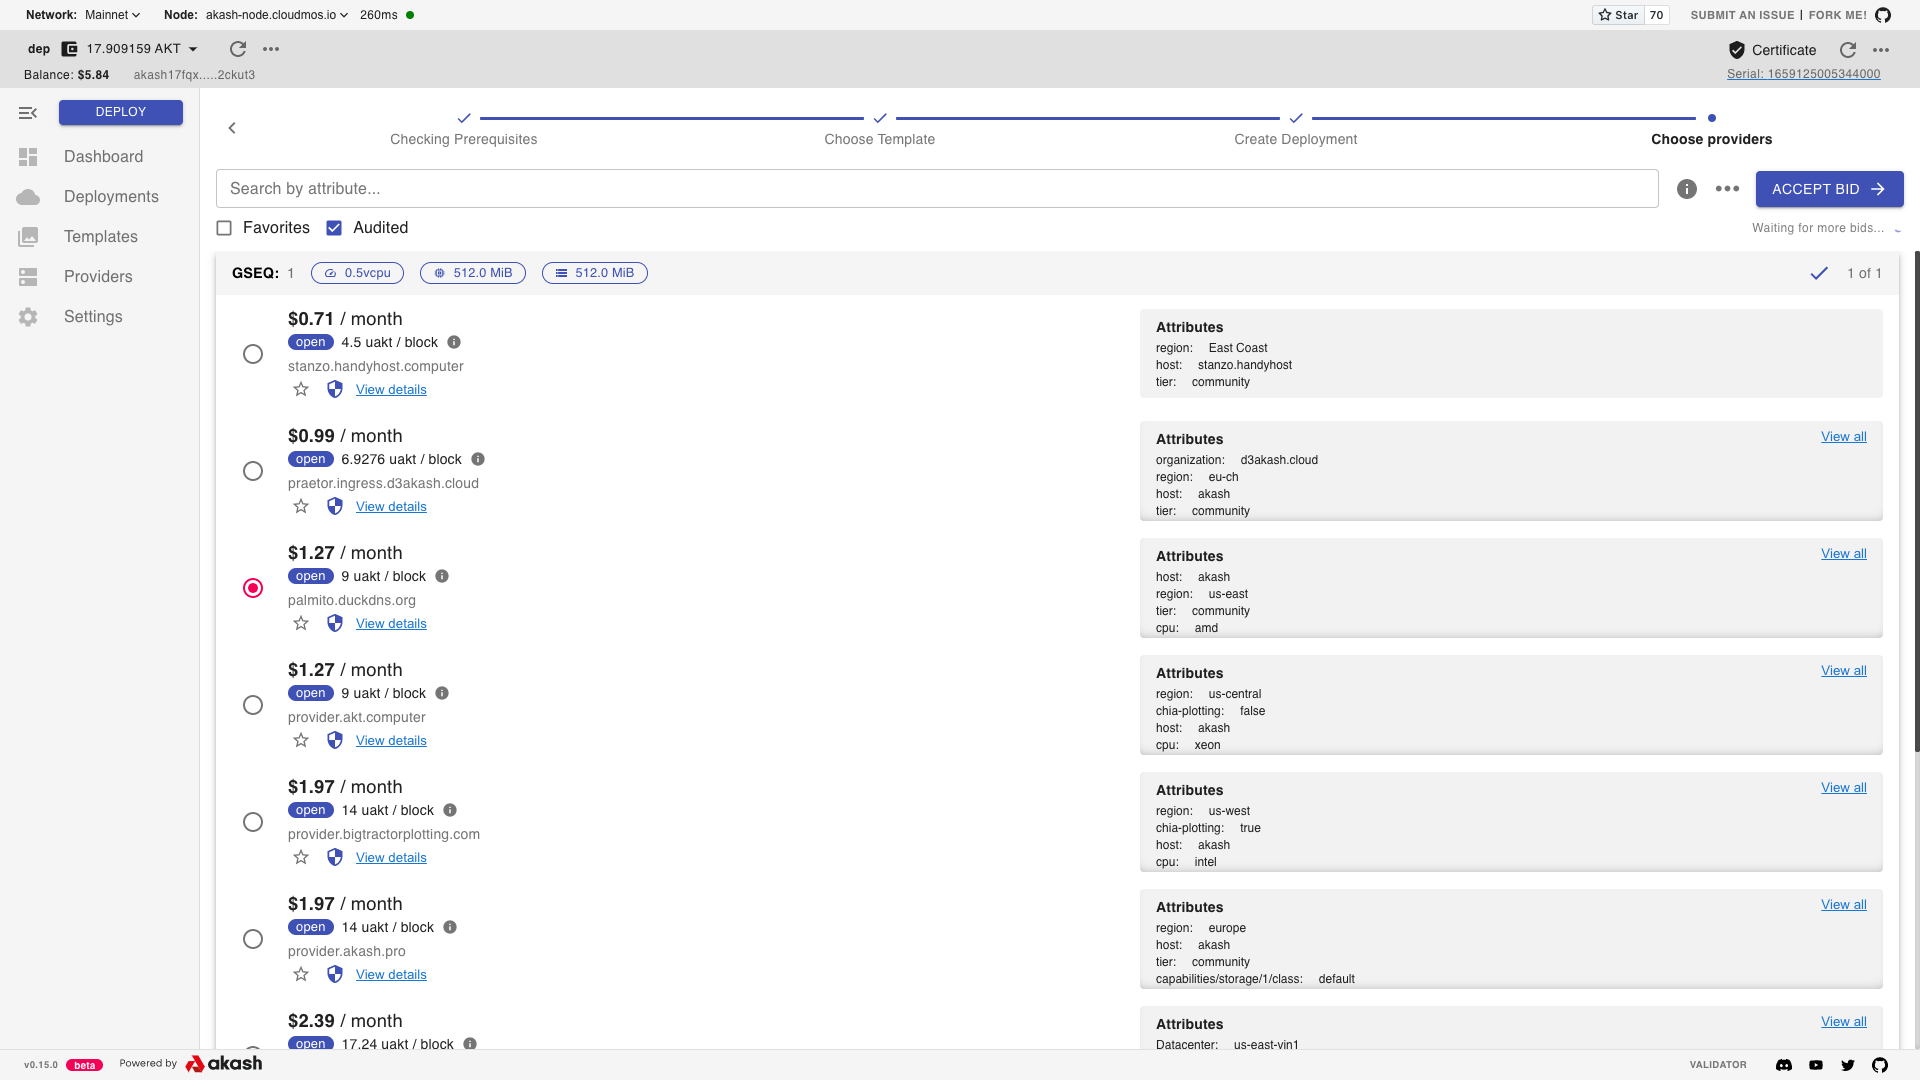 Network: Mainnet Node: akash-node.cloudmos.io 260ms Star 70 SUBMIT AN ISSUE | FORK ME!
dep 17.909159 AKT Certificate
Balance: $5.84 akash17fqx.....2ckut3 Serial: 1659125005344000
DEPLOY
Dashboard
Deployments
Templates
Providers
Settings
Checking Prerequisites Choose Template Create Deployment Choose providers
Search by attribute... ACCEPT BID
Favorites Audited Waiting for more bids...
GSEQ: 1 0.5vcpu 512.0 MiB 512.0 MiB 1 of 1
$0.71 / month
open 4.5 uakt / block
stanzo.handyhost.computer
View details
Attributes
region: East Coast
host: stanzo.handyhost
tier: community
$0.99 / month
open 6.9276 uakt / block
praetor.ingress.d3akash.cloud
View details
Attributes View all
organization: d3akash.cloud
region: eu-ch
host: akash
tier: community
$1.27 / month
open 9 uakt / block
palmito.duckdns.org
View details
Attributes View all
host: akash
region: us-east
tier: community
cpu: amd
$1.27 / month
open 9 uakt / block
provider.akt.computer
View details
Attributes View all
region: us-central
chia-plotting: false
host: akash
cpu: xeon
$1.97 / month
open 14 uakt / block
provider.bigtractorplotting.com
View details
Attributes View all
region: us-west
chia-plotting: true
host: akash
cpu: intel
$1.97 / month
open 14 uakt / block
provider.akash.pro
View details
Attributes View all
region: europe
host: akash
tier: community
capabilities/storage/1/class: default
$2.39 / month
open 17.24 uakt / block
Attributes View all
Datacenter: us-east-vin1
v0.15.0 beta Powered by akash VALIDATOR